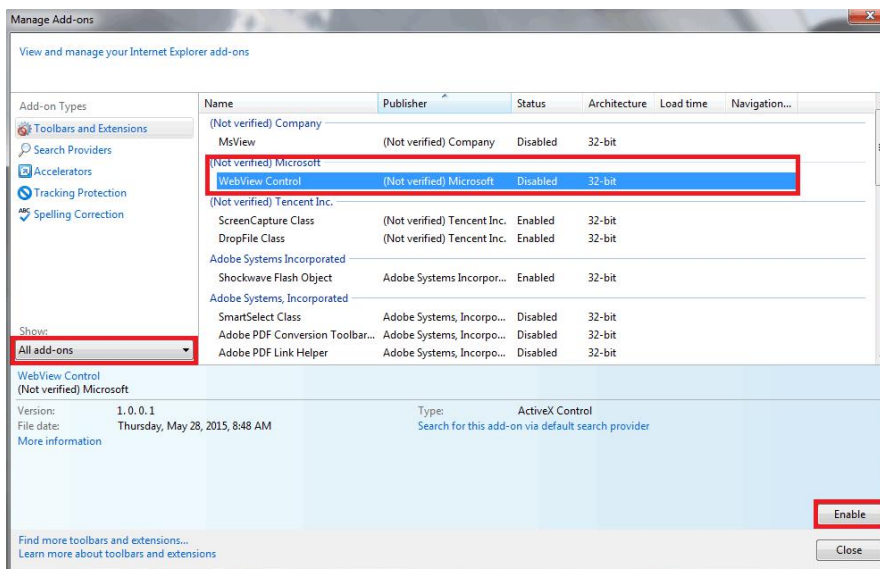 Manage Add-ons
View and manage your Internet Explorer add-ons
Add-on Types
Toolbars and Extensions
Search Providers
Accelerators
Tracking Protection
ABC Spelling Correction
Show:
All add-ons
Name Publisher Status Architecture Load time Navigation...
(Not verified) Company
MsView (Not verified) Company Disabled 32-bit
(Not verified) Microsoft
WebView Control (Not verified) Microsoft Disabled 32-bit
(Not verified) Tencent Inc.
ScreenCapture Class (Not verified) Tencent Inc. Enabled 32-bit
DropFile Class (Not verified) Tencent Inc. Enabled 32-bit
Adobe Systems Incorporated
Shockwave Flash Object Adobe Systems Incorpor... Enabled 32-bit
Adobe Systems, Incorporated
SmartSelect Class Adobe Systems, Incorpo... Disabled 32-bit
Adobe PDF Conversion Toolbar... Adobe Systems, Incorpo... Disabled 32-bit
Adobe PDF Link Helper Adobe Systems, Incorpo... Disabled 32-bit
WebView Control
(Not verified) Microsoft
Version: 1.0.0.1 Type: ActiveX Control
File date: Thursday, May 28, 2015, 8:48 AM Search for this add-on via default search provider
More information
Enable
Find more toolbars and extensions...
Learn more about toolbars and extensions
Close